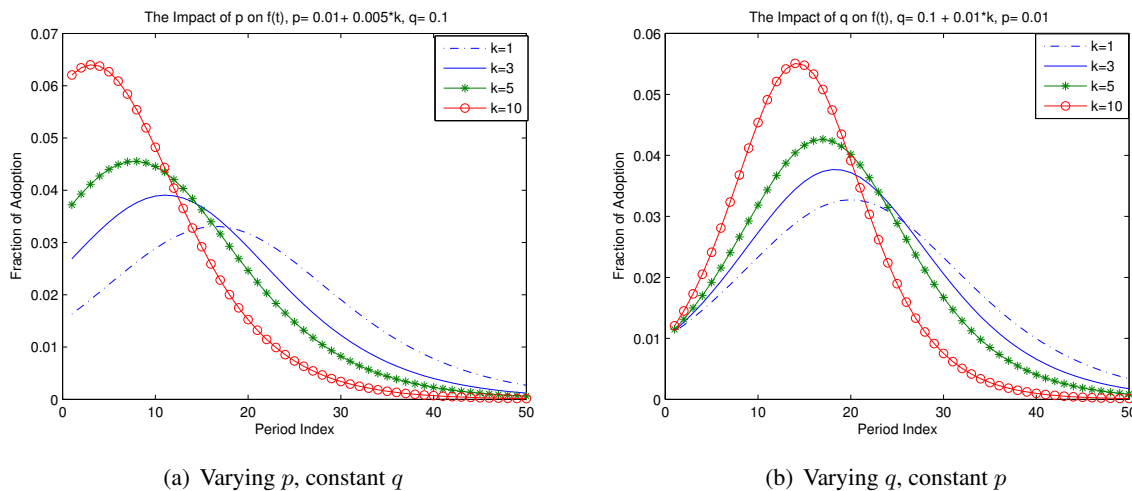 The Impact of p on f(t), p= 0.01+ 0.005*k, q= 0.1
0.07
0.06
0.05
0.04
0.03
0.02
0.01
0
Fraction of Adoption
k=1
k=3
k=5
k=10
0 10 20 30 40 50
Period Index
(a) Varying p, constant q
The Impact of q on f(t), q= 0.1 + 0.01*k, p= 0.01
0.06
0.05
0.04
0.03
0.02
0.01
0
Fraction of Adoption
k=1
k=3
k=5
k=10
0 10 20 30 40 50
Period Index
(b) Varying q, constant p